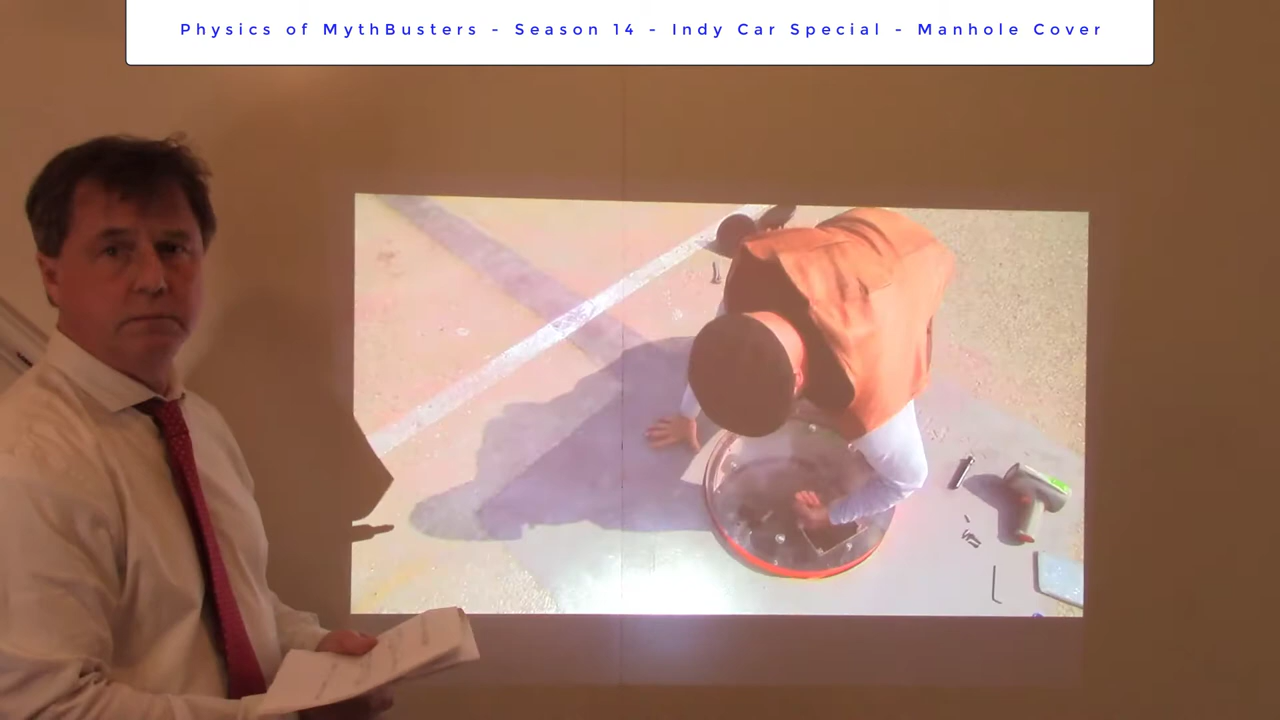 Physics of MythBusters - Season 14 - Indy Car Special - Manhole Cover